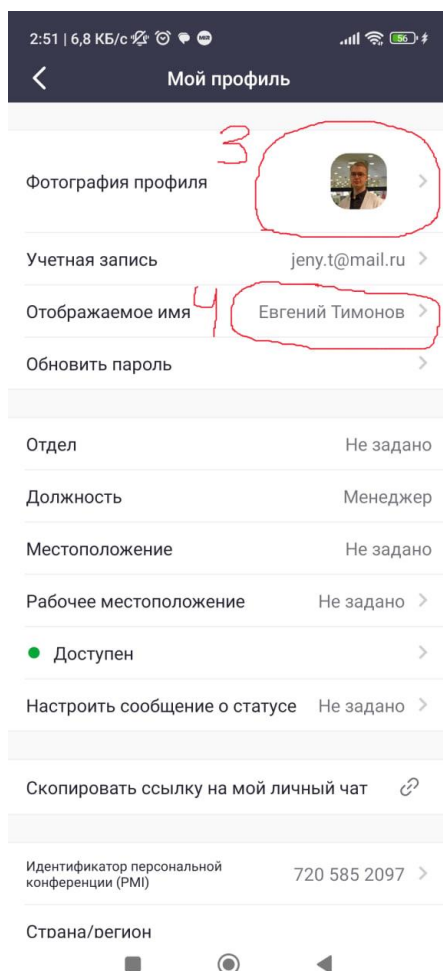 2:51 | 6,8 КБ/с
56
Мой профиль
3
Фотография профиля
Учетная запись jeny.t@mail.ru
Отображаемое имя 4 Евгений Тимонов
Обновить пароль
Отдел Не задано
Должность Менеджер
Местоположение Не задано
Рабочее местоположение Не задано
Доступен
Настроить сообщение о статусе Не задано
Скопировать ссылку на мой личный чат
Идентификатор персональной
конференции (PMI) 720 585 2097
Страна/регион